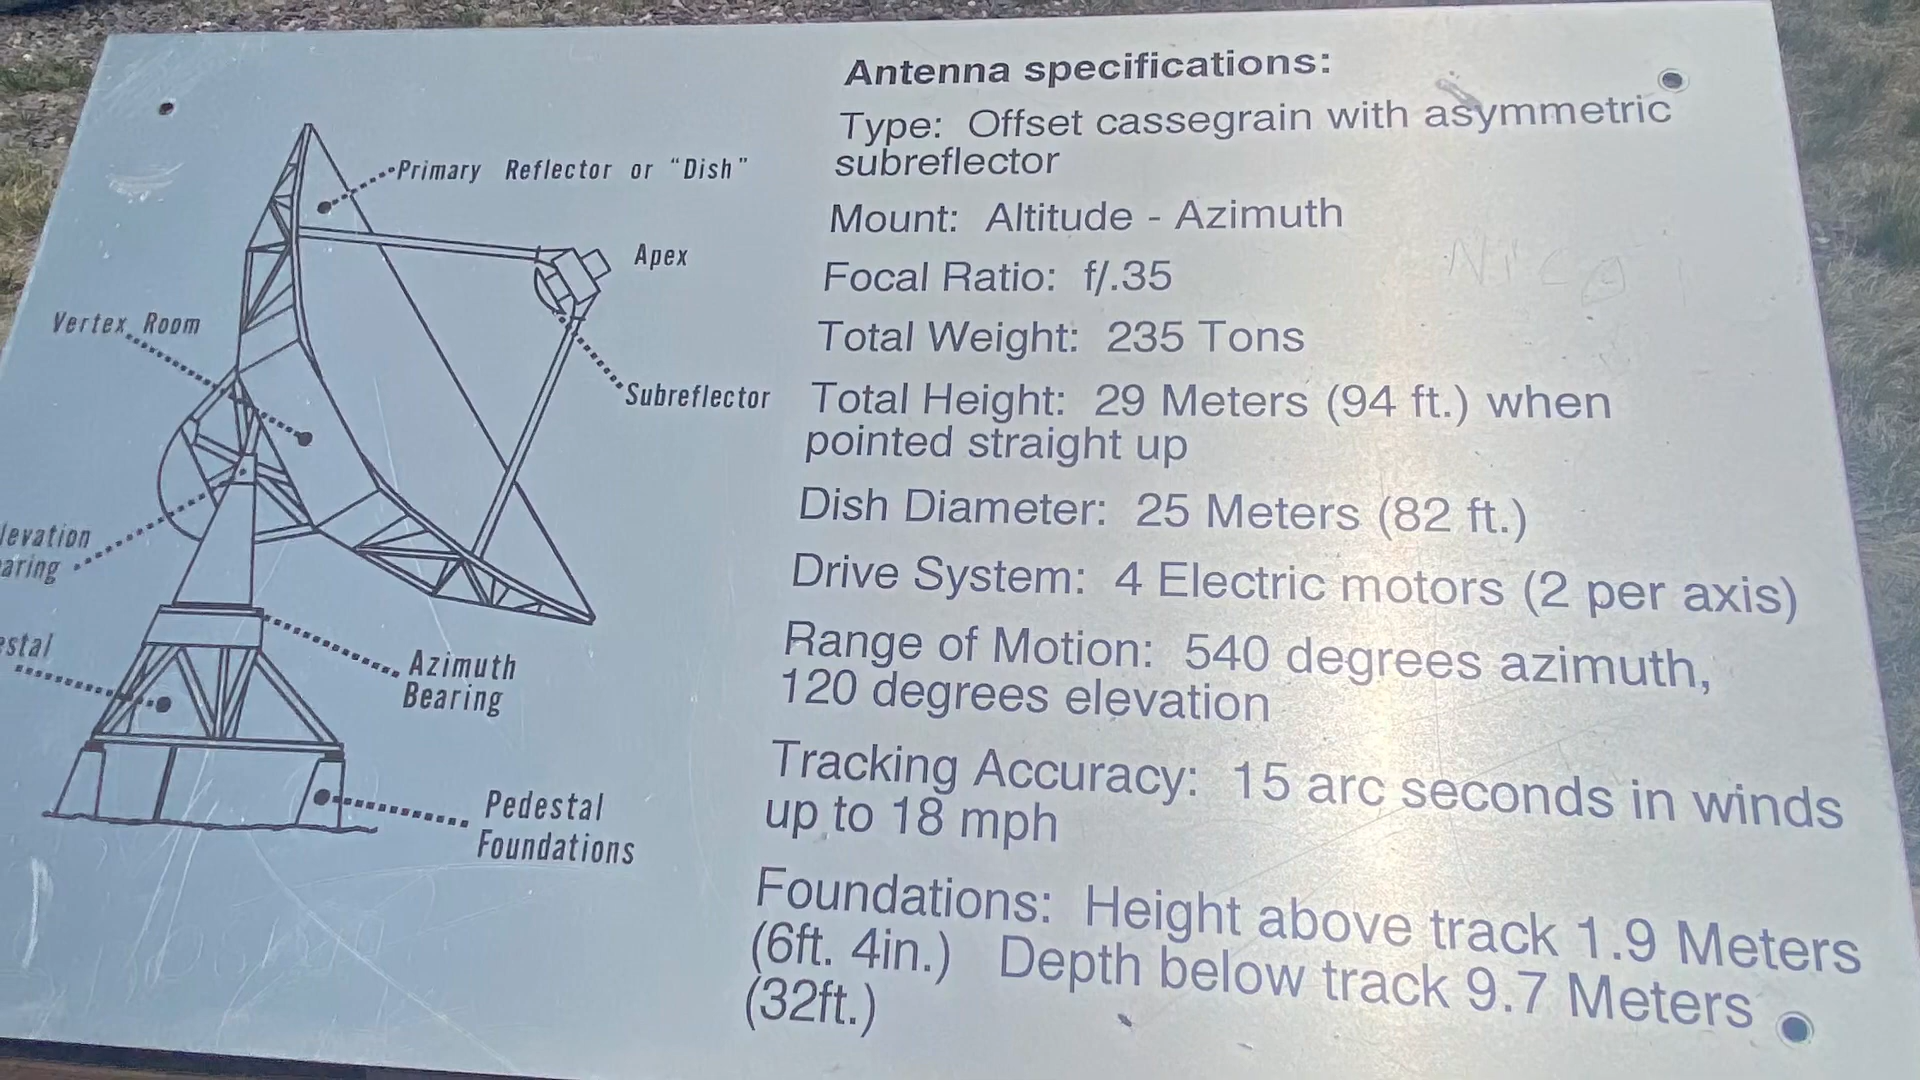 Antenna specifications:
Type: Offset cassegrain with asymmetric
subreflector
Mount: Altitude - Azimuth
Focal Ratio: f/.35
Total Weight: 235 Tons
Total Height: 29 Meters (94 ft.) when
pointed straight up
Dish Diameter: 25 Meters (82 ft.)
Drive System: 4 Electric motors (2 per axis)
Range of Motion: 540 degrees azimuth,
120 degrees elevation
Tracking Accuracy: 15 arc seconds in winds
up to 18 mph
Foundations: Height above track 1.9 Meters
(6ft. 4in.) Depth below track 9.7 Meters
(32ft.)
Primary Reflector or "Dish"
Apex
Vertex Room
Subreflector
levation
aring
stal
Azimuth
Bearing
Pedestal
Foundations